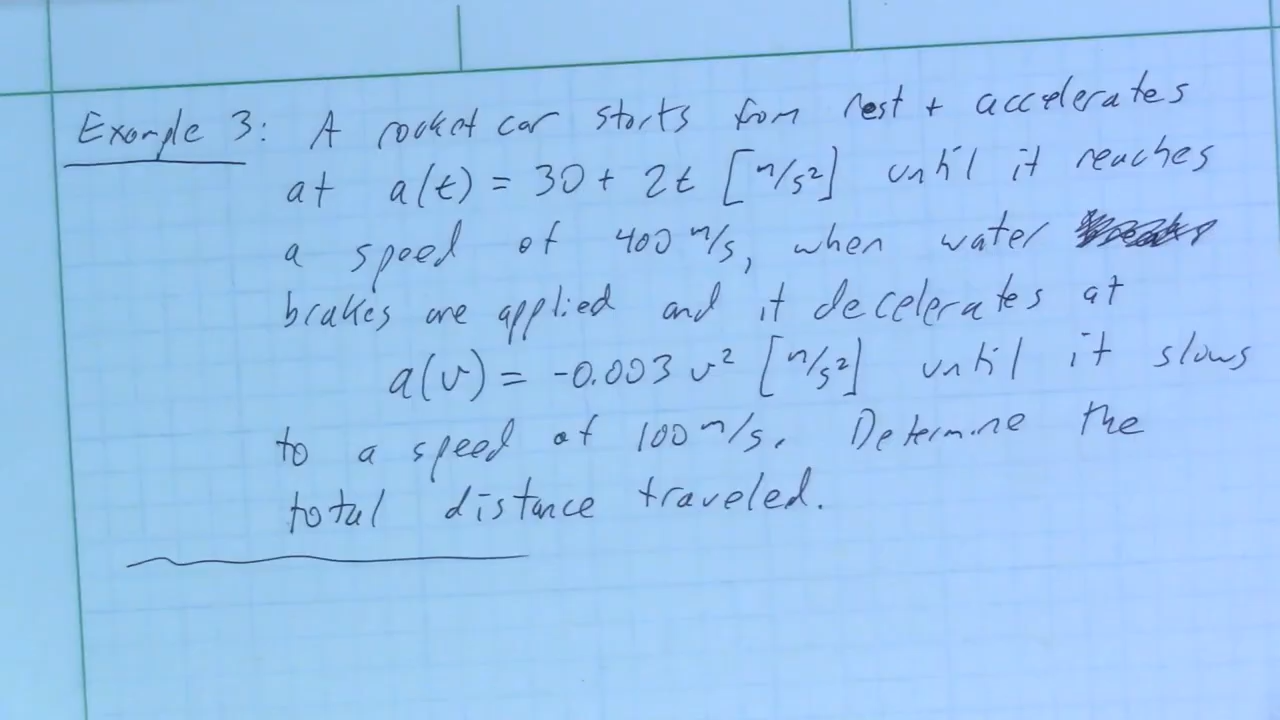 Example 3: A rocket car starts from rest + accelerates
at a(t) = 30 + 2t [m/s²] until it reaches
a speed of 400 m/s, when water
brakes are applied and it decelerates at
a(v) = -0.003 v² [m/s²] until it slows
to a speed of 100 m/s. Determine the
total distance traveled.